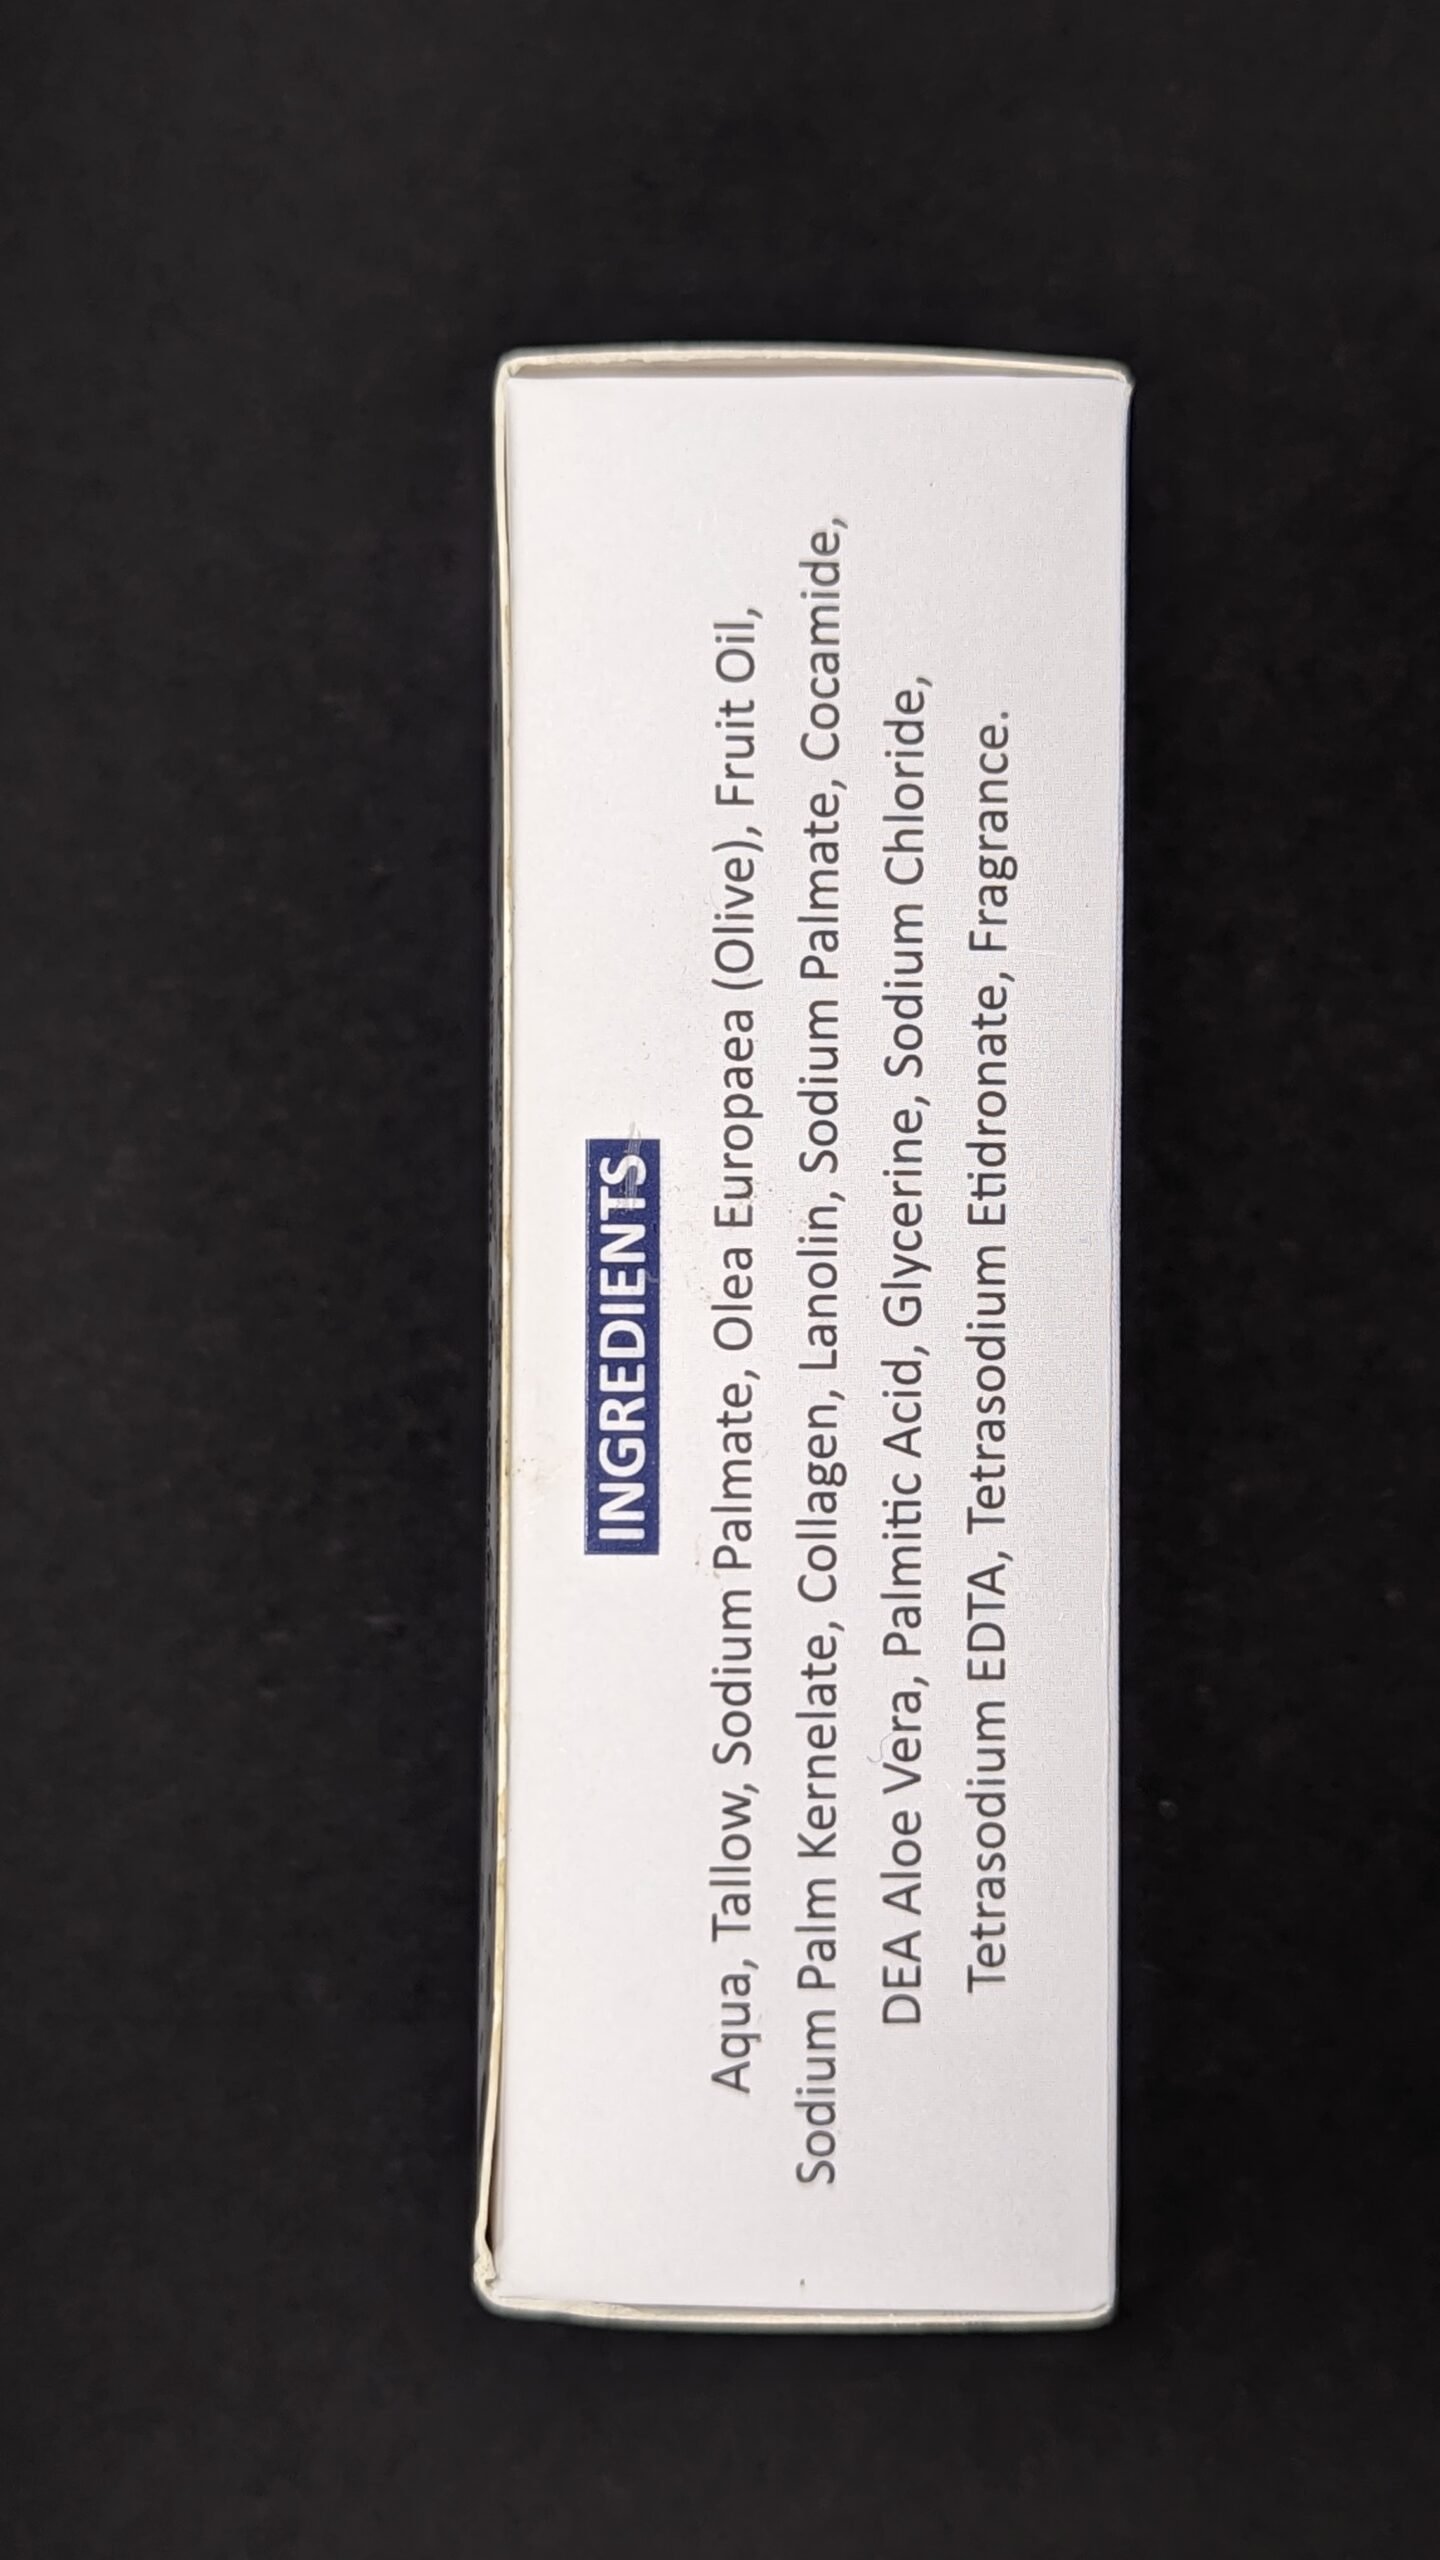 INGREDIENTS
Aqua, Tallow, Sodium Palmate, Olea Europaea (Olive), Fruit Oil,
Sodium Palm Kernelate, Collagen, Lanolin, Sodium Palmate, Cocamide,
DEA Aloe Vera, Palmitic Acid, Glycerine, Sodium Chloride,
Tetrasodium EDTA, Tetrasodium Etidronate, Fragrance.